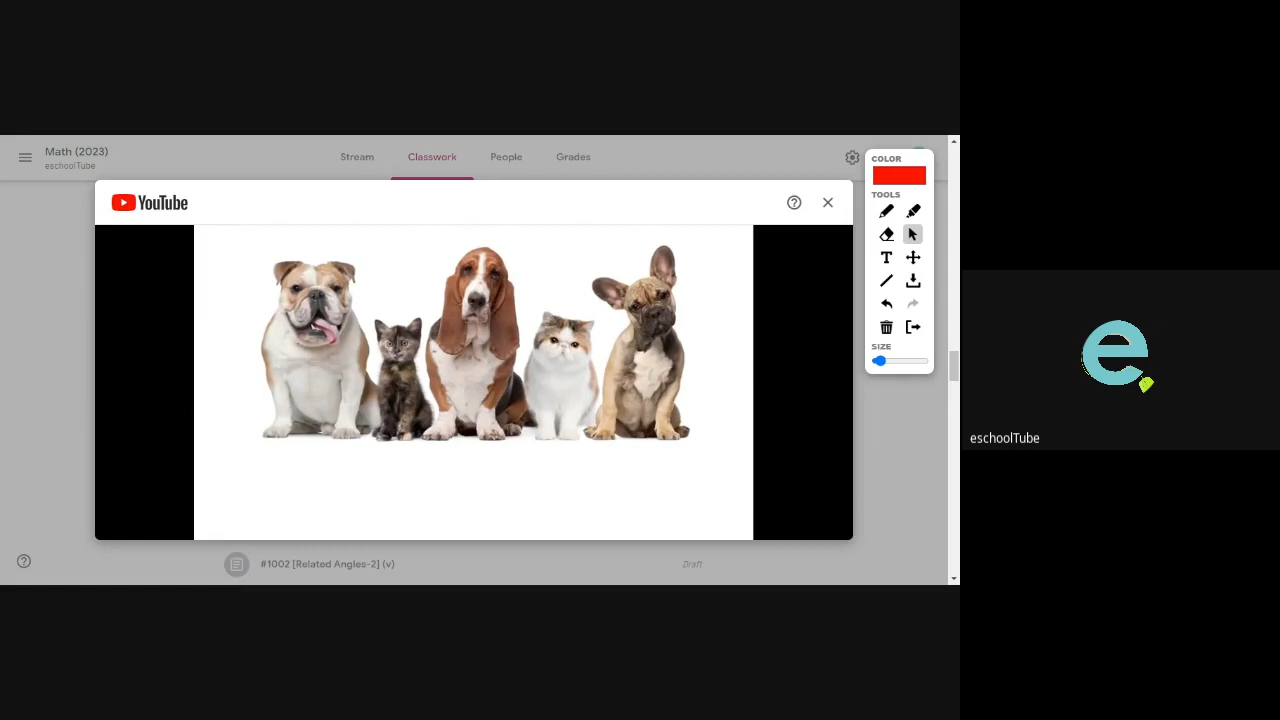 Math (2023)
eschoolTube
Stream Classwork People Grades
COLOR
TOOLS
T
SIZE
YouTube
#1002 [Related Angles-2] (v) Draft
e
eschoolTube